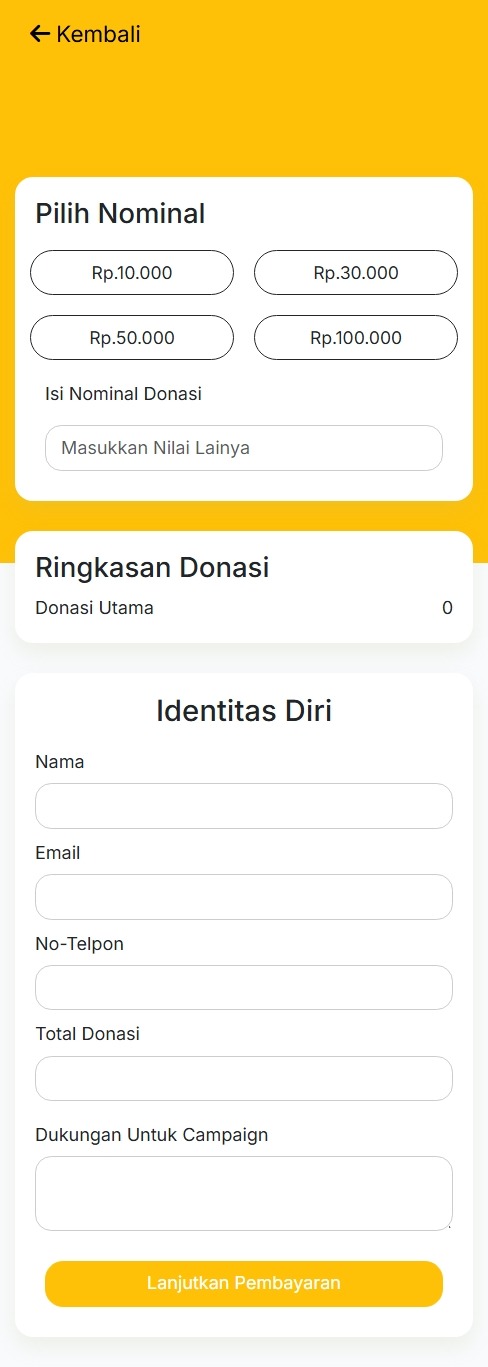 Kembali
Pilih Nominal
Rp.10.000
Rp.30.000
Rp.50.000
Rp.100.000
Isi Nominal Donasi
Masukkan Nilai Lainya
Ringkasan Donasi
Donasi Utama 0
Identitas Diri
Nama
Email
No-Telpon
Total Donasi
Dukungan Untuk Campaign
Lanjutkan Pembayaran